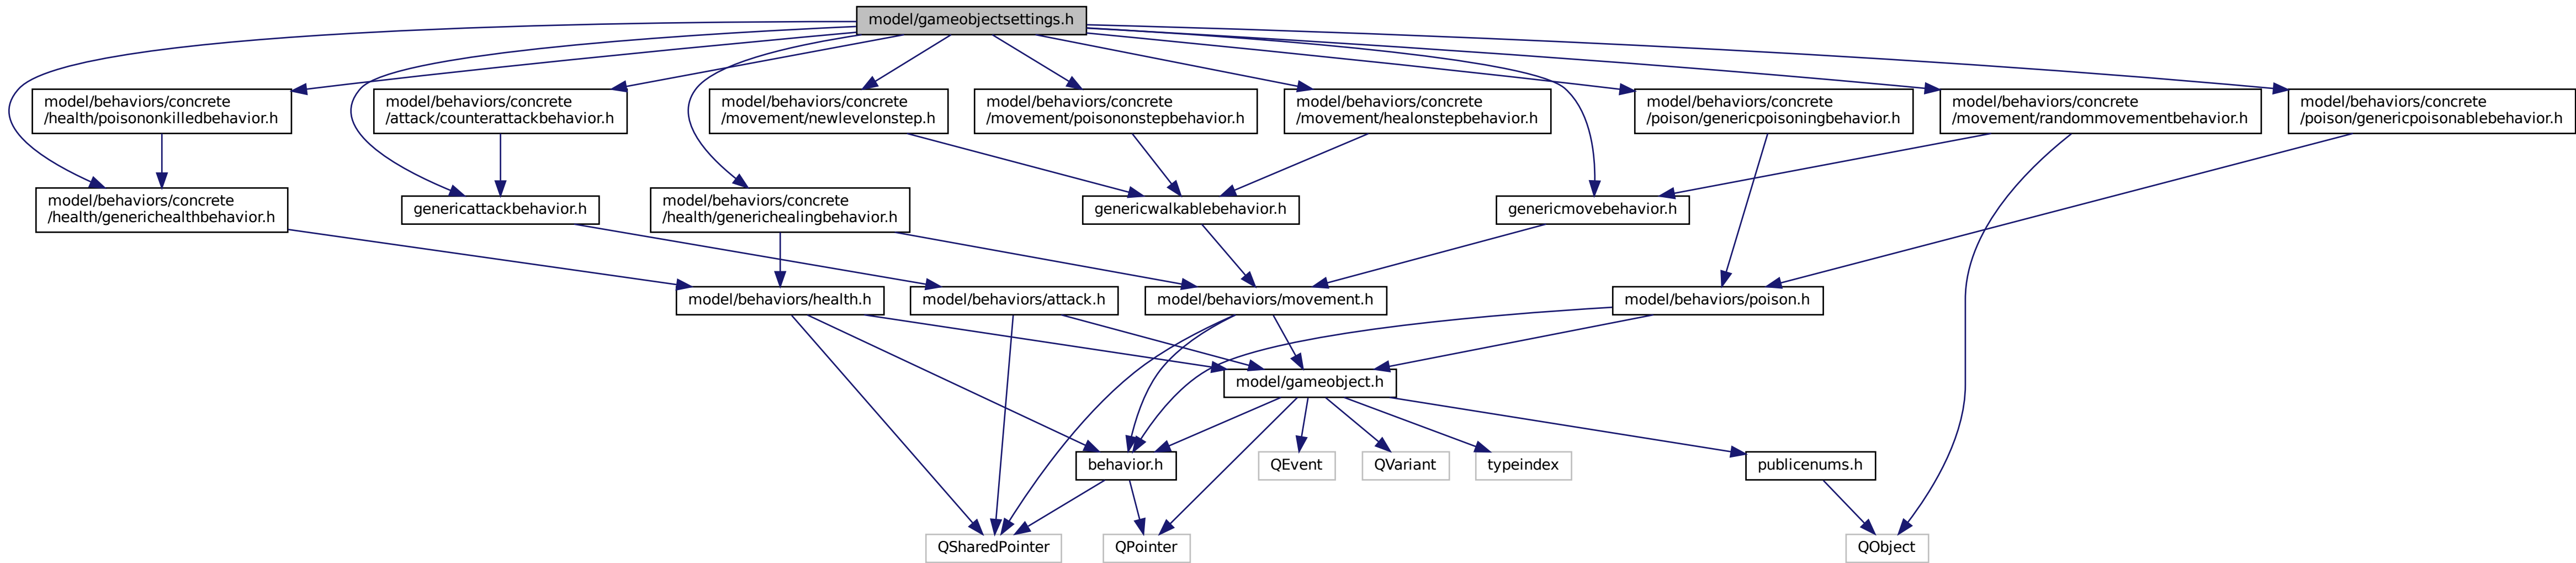 model/gameobjectsettings.h
model/behaviors/concrete
/health/poisononkilledbehavior.h
model/behaviors/concrete
/attack/counterattackbehavior.h
model/behaviors/concrete
/movement/newlevelonstep.h
model/behaviors/concrete
/movement/poisononstepbehavior.h
model/behaviors/concrete
/movement/healonstepbehavior.h
model/behaviors/concrete
/poison/genericpoisoningbehavior.h
model/behaviors/concrete
/movement/randommovementbehavior.h
model/behaviors/concrete
/poison/genericpoisonablebehavior.h
model/behaviors/concrete
/health/generichealthbehavior.h
genericattackbehavior.h
model/behaviors/concrete
/health/generichealingbehavior.h
genericwalkablebehavior.h
genericmovebehavior.h
model/behaviors/health.h
model/behaviors/attack.h
model/behaviors/movement.h
model/behaviors/poison.h
model/gameobject.h
behavior.h
QEvent
QVariant
typeindex
publicenums.h
QSharedPointer
QPointer
QObject